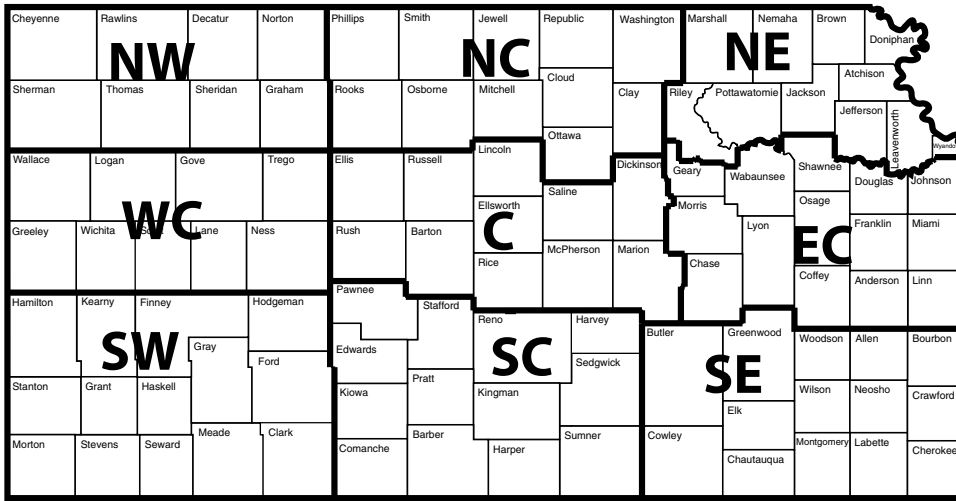 Cheyenne Rawlins Decatur Norton Phillips Smith Jewell Republic Washington Marshall Nemaha Brown
Doniphan
NW NC NE
Cloud Atchison
Sherman Thomas Sheridan Graham Rooks Osborne Mitchell Clay Riley Pottawatomie Jackson
Jefferson Leavenworth
Ottawa
Lincoln
Wallace Logan Gove Trego Ellis Russell Dickinson Geary Wabaunsee Shawnee
Douglas Johnson
Saline
WC Ellsworth Morris Osage
C
Greeley Wichita Lane Ness Rush Barton Lyon Franklin Miami
EC
McPherson Marion
Rice Chase
Coffey Anderson Linn
Pawnee
Hamilton Kearny Finney Hodgeman Stafford
Reno Harvey Butler Greenwood Woodson Allen Bourbon
SW SC SE
Gray Edwards
Ford Sedgwick
Stanton Grant Haskell Kiowa Pratt Kingman Wilson Neosho Crawford
Elk
Meade Clark Barber Sumner Cowley
Morton Stevens Seward Comanche Harper Montgomery Labette Cherokee
Chautauqua